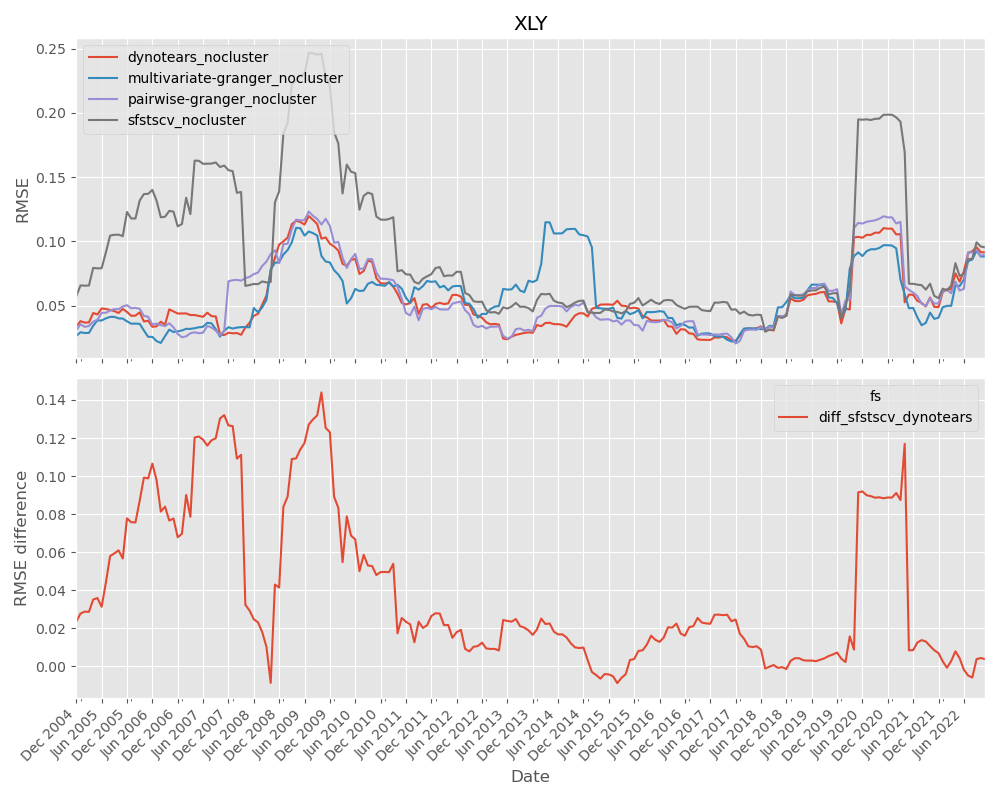 XLY
0.25
0.20
0.15
0.10
0.05
RMSE
dynotears_nocluster
multivariate-granger_nocluster
pairwise-granger_nocluster
sfstscv_nocluster
0.14
0.12
0.10
0.08
0.06
0.04
0.02
0.00
RMSE difference
fs
diff_sfstscv_dynotears
Dec 2004
Jun 2005
Dec 2005
Jun 2006
Dec 2006
Jun 2007
Dec 2007
Jun 2008
Dec 2008
Jun 2009
Dec 2009
Jun 2010
Dec 2010
Jun 2011
Dec 2011
Jun 2012
Dec 2012
Jun 2013
Dec 2013
Jun 2014
Dec 2014
Jun 2015
Dec 2015
Jun 2016
Dec 2016
Jun 2017
Dec 2017
Jun 2018
Dec 2018
Jun 2019
Dec 2019
Jun 2020
Dec 2020
Jun 2021
Dec 2021
Jun 2022
Date